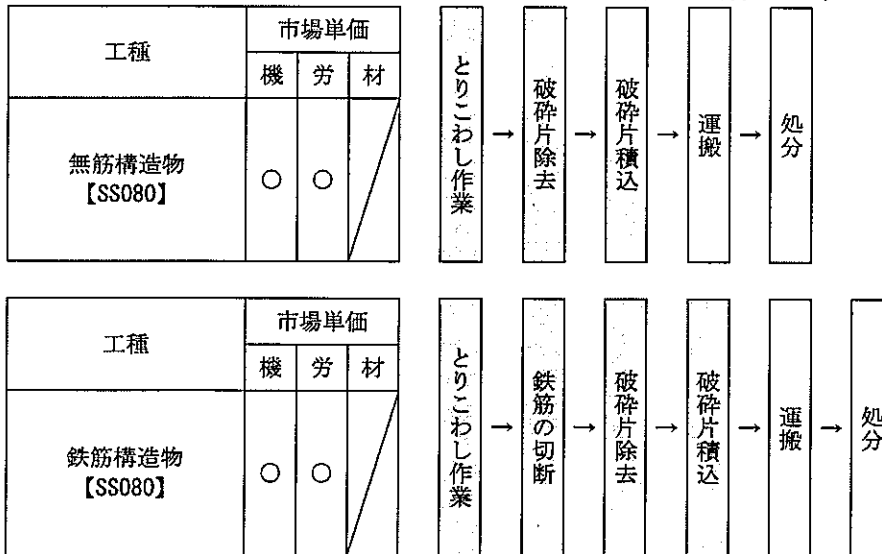 工種
市場単価
機 労 材
無筋構造物
【SS080】
○ ○
とりこわし作業
→
破砕片除去
→
破砕片積込
→
運搬
→
処分
工種
市場単価
機 労 材
鉄筋構造物
【SS080】
○ ○
とりこわし作業
→
鉄筋の切断
→
破砕片除去
→
破砕片積込
→
運搬
→
処分